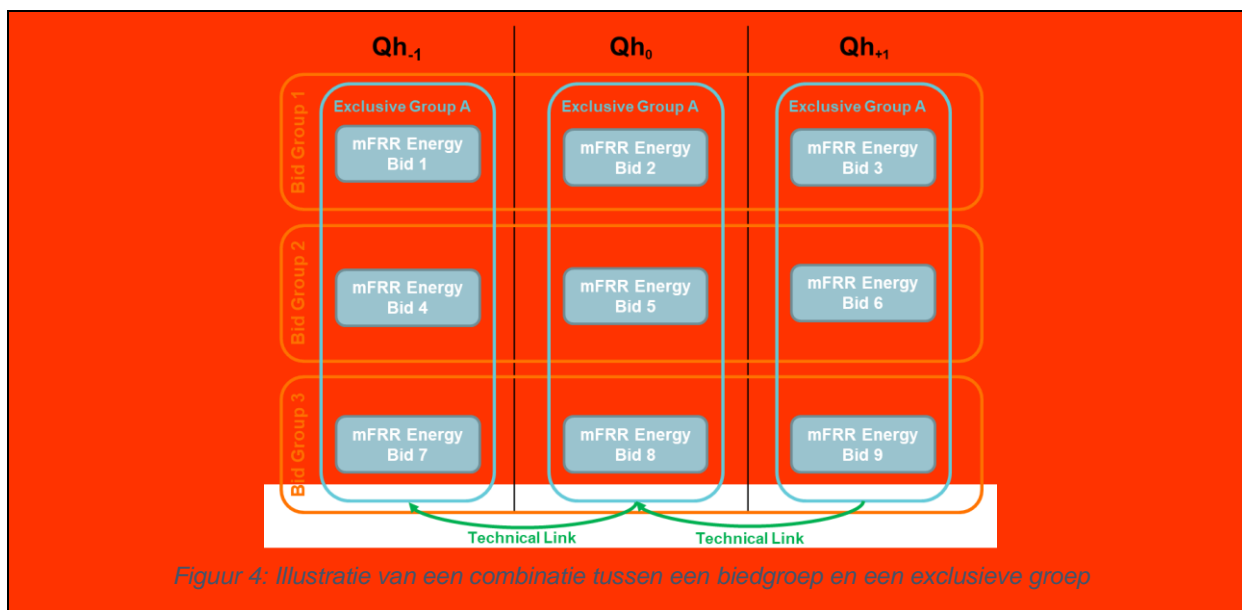 Qh-1 Qh0 Qh+1
Bid Group 1
Exclusive Group A Exclusive Group A Exclusive Group A
mFRR Energy mFRR Energy mFRR Energy
Bid 1 Bid 2 Bid 3
Bid Group 2
mFRR Energy mFRR Energy mFRR Energy
Bid 4 Bid 5 Bid 6
Bid Group 3
mFRR Energy mFRR Energy mFRR Energy
Bid 7 Bid 8 Bid 9
Technical Link Technical Link
Figuur 4: Illustratie van een combinatie tussen een biedgroep en een exclusieve groep